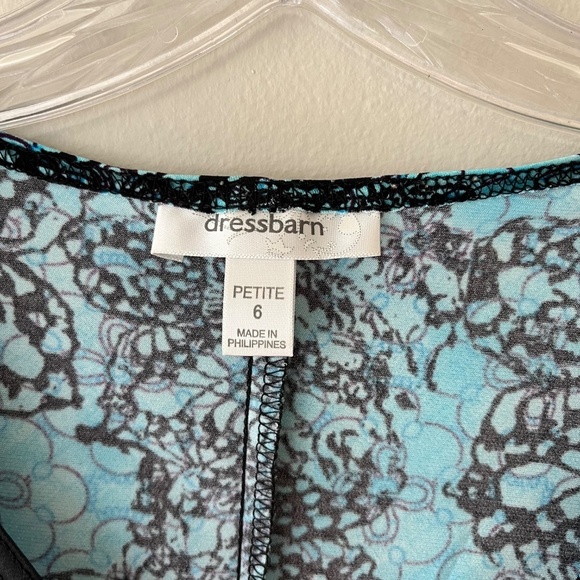 dressbarn
PETITE
6
MADE IN
PHILIPPINES